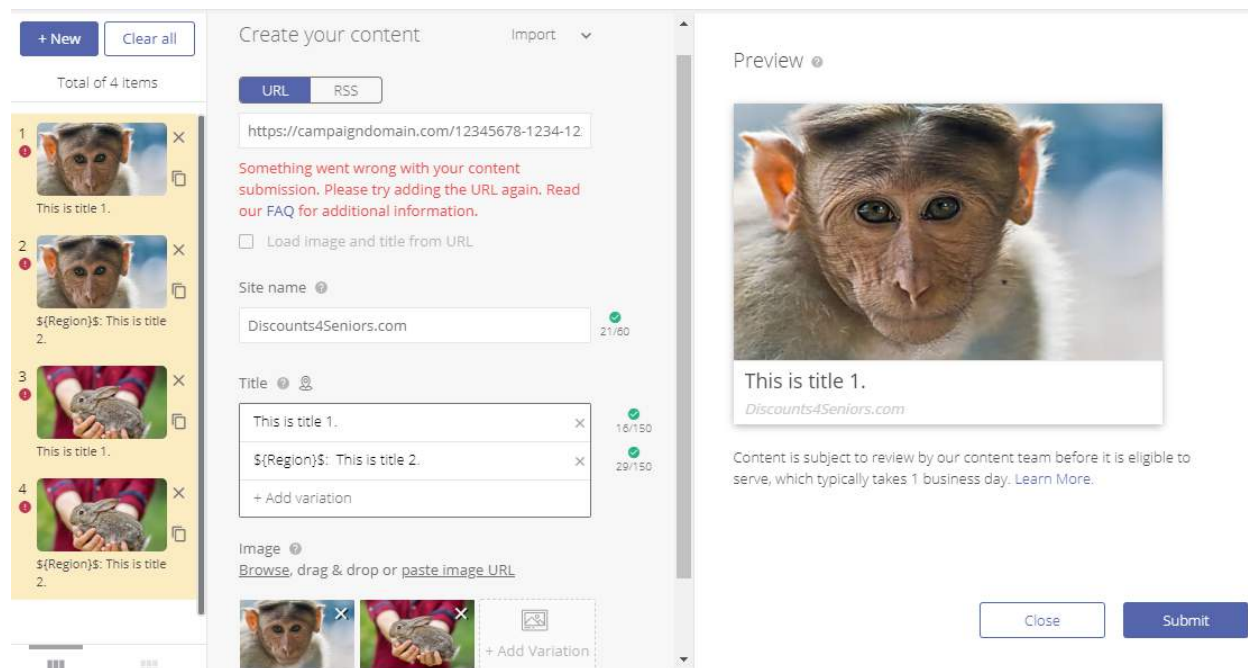 + New
Clear all
Total of 4 items
1
This is title 1.
2
${Region}$: This is title
2.
3
This is title 1.
4
${Region}$: This is title
2.
Create your content
Import
URL
RSS
https://campaigndomain.com/12345678-1234-12
Something went wrong with your content
submission. Please try adding the URL again. Read
our FAQ for additional information.
Load image and title from URL
Site name
Discounts4Seniors.com
21/60
Title
This is title 1.
16/150
${Region}$: This is title 2.
29/150
+ Add variation
Image
Browse, drag & drop or paste image URL
+ Add Variation
Preview
This is title 1.
Discounts4Seniors.com
Content is subject to review by our content team before it is eligible to
serve, which typically takes 1 business day. Learn More.
Close
Submit